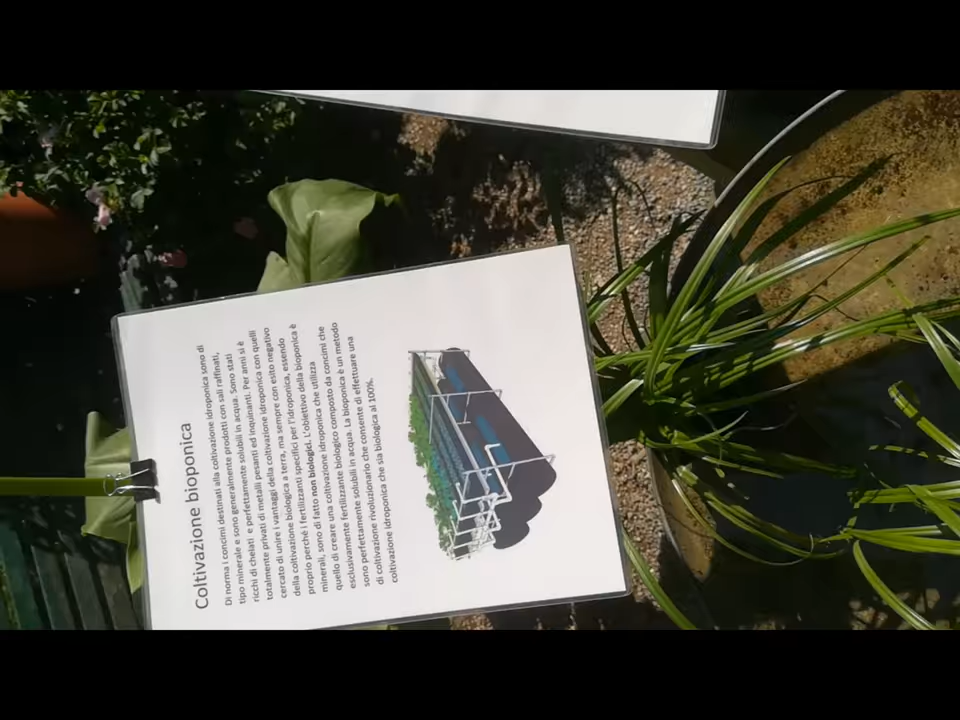 Coltivazione bioponica
Di norma i concimi destinati alla coltivazione idroponica sono di
tipo minerale e sono generalmente prodotti con sali raffinati,
ricchi di chelati e perfettamente solubili in acqua. Sono stati
totalmente privati di metalli pesanti ed inquinanti. Per anni si è
cercato di unire i vantaggi della coltivazione idroponica con quelli
della coltivazione biologica a terra, ma sempre con esito negativo
proprio perchè i fertilizzanti specifici per l'idroponica, essendo
minerali, sono di fatto non biologici. L'obiettivo della bioponica è
quello di creare una coltivazione idroponica che utilizza
esclusivamente fertilizzante biologico composto da concimi che
sono perfettamente solubili in acqua. La bioponica è un metodo
di coltivazione rivoluzionario che consente di effettuare una
coltivazione idroponica che sia biologica al 100%.